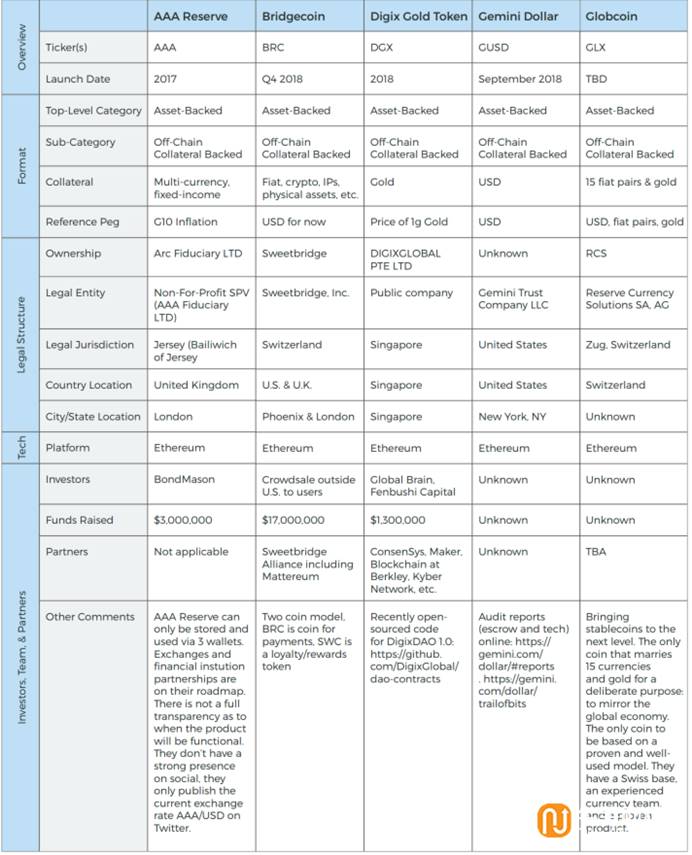 AAA Reserve Bridgecoin Digix Gold Token Gemini Dollar Globcoin
Overview
Ticker(s) AAA BRC DGX GUSD GLX
Launch Date 2017 Q4 2018 2018 September 2018 TBD
Format
Top-Level Category Asset-Backed Asset-Backed Asset-Backed Asset-Backed Asset-Backed
Sub-Category Off-Chain Off-Chain Off-Chain Off-Chain Off-Chain
Collateral Backed Collateral Backed Collateral Backed Collateral Backed Collateral Backed
Collateral Multi-currency, Fiat, crypto, IPs, Gold USD 15 fiat pairs & gold
fixed-income physical assets, etc.
Reference Peg G10 Inflation USD for now Price of 1g Gold USD USD, fiat pairs, gold
Legal Structure
Ownership Arc Fiduciary LTD Sweetbridge DIGIXGLOBAL Unknown RCS
PTE LTD
Legal Entity Non-For-Profit SPV Sweetbridge, Inc. Public company Gemini Trust Reserve Currency
(AAA Fiduciary Company LLC Solutions SA, AG
LTD)
Legal Jurisdiction Jersey (Bailiwich Switzerland Singapore United States Zug, Switzerland
of Jersey
Country Location United Kingdom U.S. & U.K. Singapore United States Switzerland
City/State Location London Phoenix & London Singapore New York, NY Unknown
Tech
Platform Ethereum Ethereum Ethereum Ethereum Ethereum
Investors, Team, & Partners
Investors BondMason Crowdsale outside Global Brain, Unknown Unknown
U.S. to users Fenbushi Capital
Funds Raised $3,000,000 $17,000,000 $1,300,000 Unknown Unknown
Partners Not applicable Sweetbridge ConsenSys, Maker, Unknown TBA
Alliance including Blockchain at
Mattereum Berkley, Kyber
Network, etc.
Other Comments AAA Reserve can Two coin model, Recently open- Audit reports Bringing
only be stored and BRC is coin for sourced code (escrow and tech) stablecoins to the
used via 3 wallets. payments, SWC is for DigixDAO 1.0: online: https:// next level. The only
Exchanges and a loyalty/rewards https://github. gemini.com/ coin that marries
financial instution token com/DigixGlobal/ dollar/#reports 15 currencies
partnerships are dao-contracts , https://gemini. and gold for a
on their roadmap. com/dollar/ deliberate purpose:
There is not a full trailofbits to mirror the
transparency as to global economy.
when the product The only coin to
will be functional. be based on a
They don't have a proven and well-
strong presence used model. They
on social, they have a Swiss base,
only publish the an experienced
current exchange currency team,
rate AAA/USD on and a proven
Twitter. product.